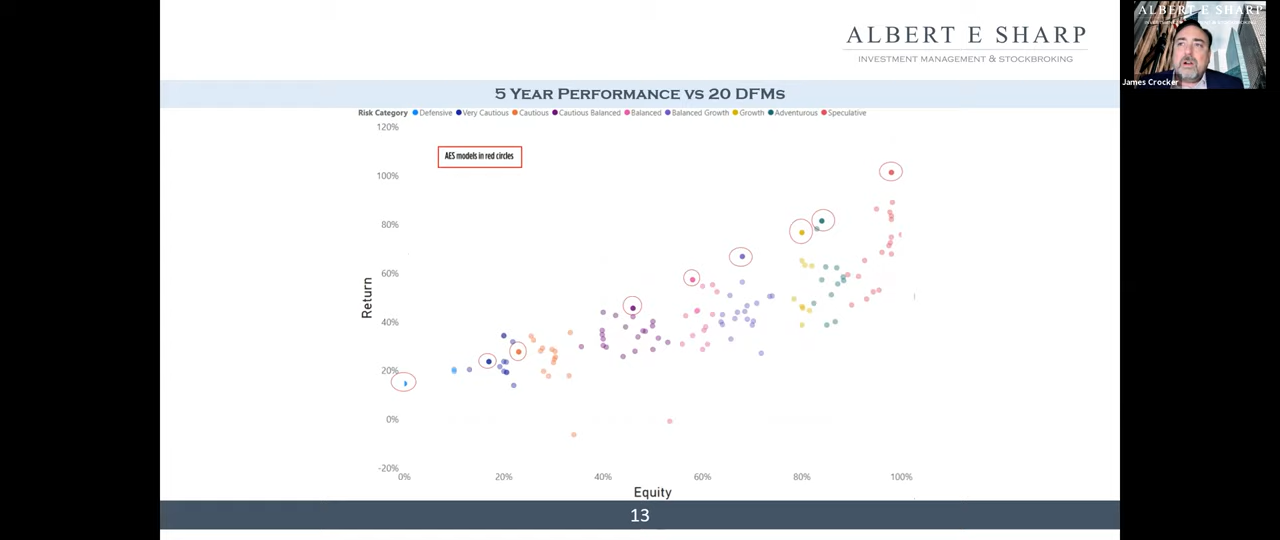 ALBERT E SHARP
INVESTMENT MANAGEMENT & STOCKBROKING
ALBERT E SHARP
James Crocker
5 YEAR PERFORMANCE VS 20 DFMS
Risk Category Defensive Very Cautious Cautious Cautious Balanced Balanced Balanced Growth Growth Adventurous Speculative
AES models in red circles
Return
120%
100%
80%
60%
40%
20%
0%
-20%
0% 20% 40% 60% 80% 100%
Equity
13